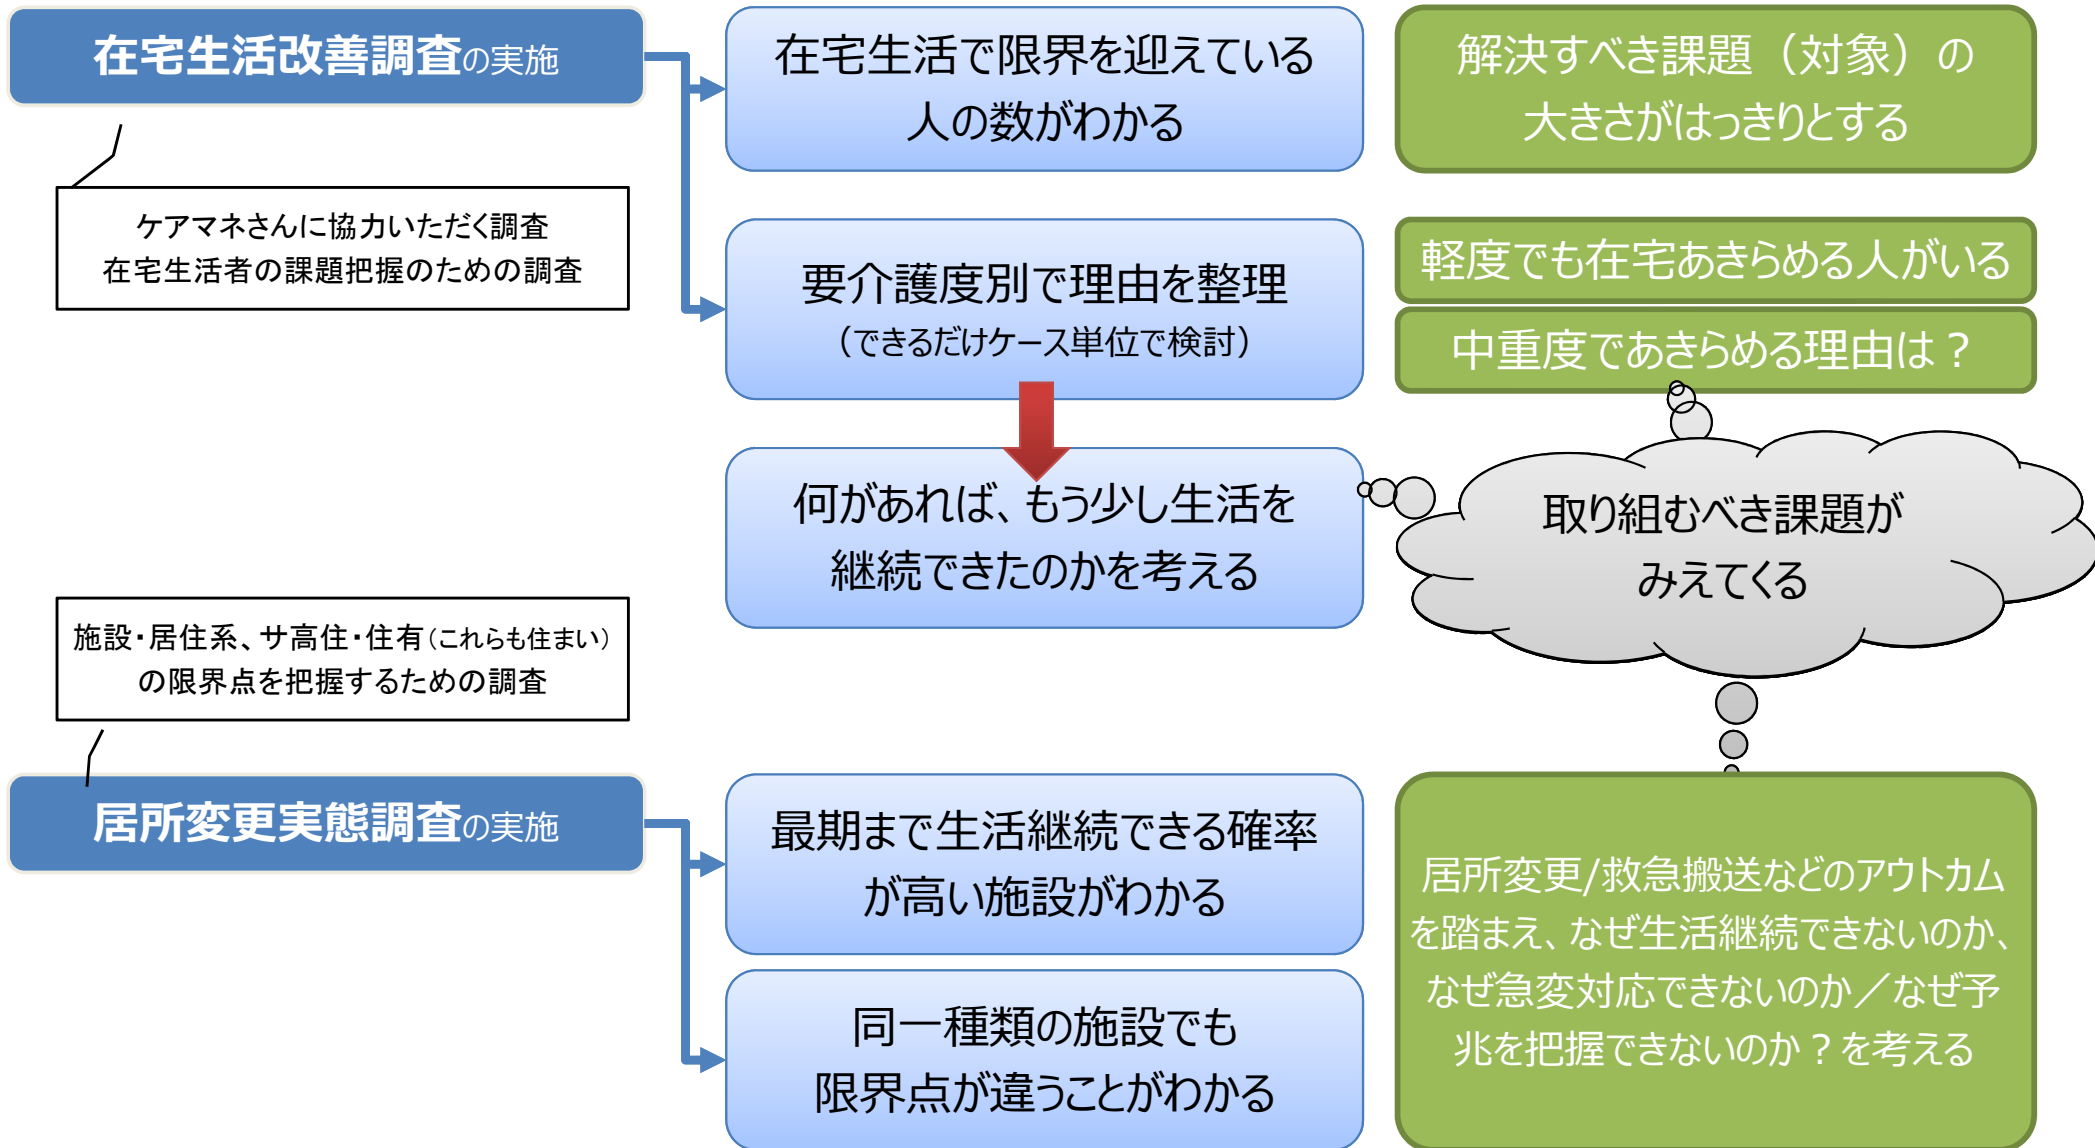 在宅生活改善調査の実施
ケアマネさんに協力いただく調査
在宅生活者の課題把握のための調査
在宅生活で限界を迎えている
人の数がわかる
解決すべき課題（対象）の
大きさがはっきりとする
要介護度別で理由を整理
（できるだけケース単位で検討）
軽度でも在宅あきらめる人がいる
中重度であきらめる理由は？
何があれば、もう少し生活を
継続できたのかを考える
取り組むべき課題が
みえてくる
施設・居住系、サ高住・住有（これらも住まい）
の限界点を把握するための調査
居所変更実態調査の実施
最期まで生活継続できる確率
が高い施設がわかる
同一種類の施設でも
限界点が違うことがわかる
居所変更/救急搬送などのアウトカム
を踏まえ、なぜ生活継続できないのか、
なぜ急変対応できないのか／なぜ予
兆を把握できないのか？を考える